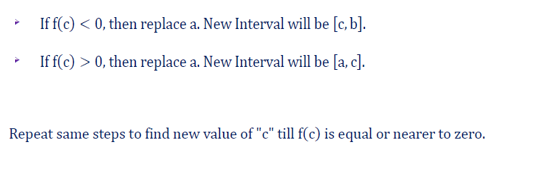 If f(c) < 0, then replace a. New Interval will be [c, b].
If f(c) > 0, then replace a. New Interval will be [a, c].
Repeat same steps to find new value of "c" till f(c) is equal or nearer to zero.